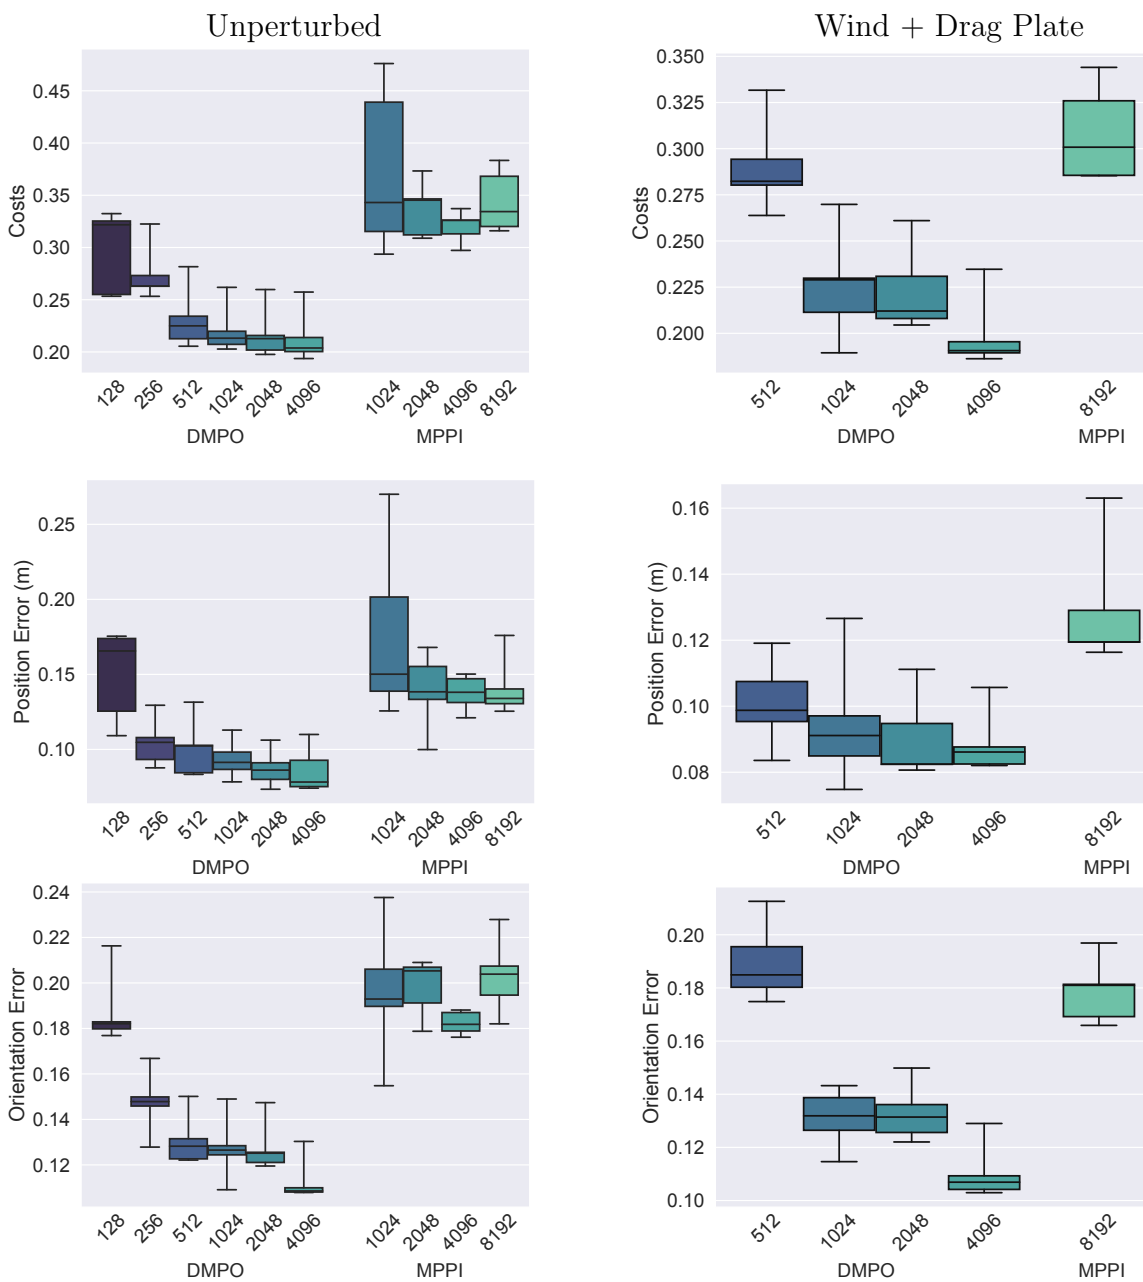 Unperturbed
Wind + Drag Plate
Costs
0.45
0.40
0.35
0.30
0.25
0.20
128 256 512 1024 2048 4096 1024 2048 4096 8192
DMPO MPPI
Costs
0.350
0.325
0.300
0.275
0.250
0.225
0.200
512 1024 2048 4096 8192
DMPO MPPI
Position Error (m)
0.25
0.20
0.15
0.10
128 256 512 1024 2048 4096 1024 2048 4096 8192
DMPO MPPI
Position Error (m)
0.16
0.14
0.12
0.10
0.08
512 1024 2048 4096 8192
DMPO MPPI
Orientation Error
0.24
0.22
0.20
0.18
0.16
0.14
0.12
128 256 512 1024 2048 4096 1024 2048 4096 8192
DMPO MPPI
Orientation Error
0.20
0.18
0.16
0.14
0.12
0.10
512 1024 2048 4096 8192
DMPO MPPI